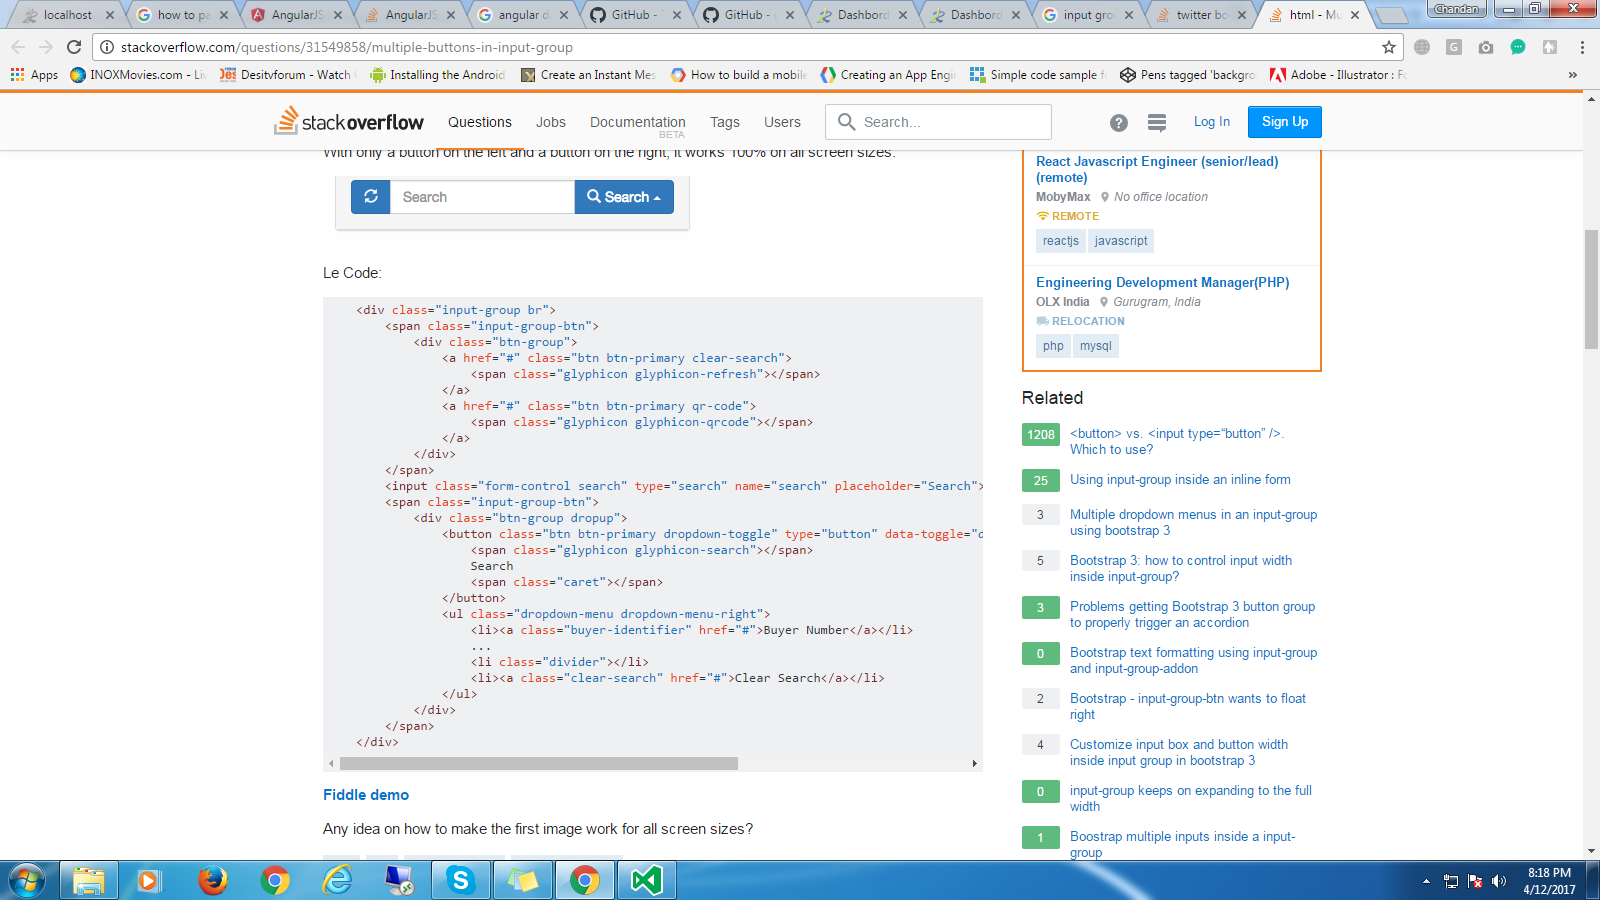 localhost
how to pa
AngularJS
AngularJS
angular d
GitHub -
GitHub -
Dashbord
Dashbord
input gro
twitter bo
html - Mu
Chandan
stackoverflow.com/questions/31549858/multiple-buttons-in-input-group
Apps
INOXMovies.com - Liv
Desitvforum - Watch
Installing the Android
Create an Instant Mes
How to build a mobile
Creating an App Engi
Simple code sample f
Pens tagged 'backgro
Adobe - Illustrator : Fo
»
stackoverflow
Questions
Jobs
Documentation
BETA
Tags
Users
Search...
Log In
Sign Up
With only a button on the left and a button on the right, it works 100% on all screen sizes.
Search
Search
Le Code:
<div class="input-group br">
<span class="input-group-btn">
<div class="btn-group">
<a href="#" class="btn btn-primary clear-search">
<span class="glyphicon glyphicon-refresh"></span>
</a>
<a href="#" class="btn btn-primary qr-code">
<span class="glyphicon glyphicon-qrcode"></span>
</a>
</div>
</span>
<input class="form-control search" type="search" name="search" placeholder="Search">
<span class="input-group-btn">
<div class="btn-group dropup">
<button class="btn btn-primary dropdown-toggle" type="button" data-toggle="d
<span class="glyphicon glyphicon-search"></span>
Search
<span class="caret"></span>
</button>
<ul class="dropdown-menu dropdown-menu-right">
<li><a class="buyer-identifier" href="#">Buyer Number</a></li>
...
<li class="divider"></li>
<li><a class="clear-search" href="#">Clear Search</a></li>
</ul>
</div>
</span>
</div>
Fiddle demo
Any idea on how to make the first image work for all screen sizes?
React Javascript Engineer (senior/lead)
(remote)
MobyMax No office location
REMOTE
reactjs javascript
Engineering Development Manager(PHP)
OLX India Gurugram, India
RELOCATION
php mysql
Related
1208 <button> vs. <input type="button" />.
Which to use?
25 Using input-group inside an inline form
3 Multiple dropdown menus in an input-group
using bootstrap 3
5 Bootstrap 3: how to control input width
inside input-group?
3 Problems getting Bootstrap 3 button group
to properly trigger an accordion
0 Bootstrap text formatting using input-group
and input-group-addon
2 Bootstrap - input-group-btn wants to float
right
4 Customize input box and button width
inside input group in bootstrap 3
0 input-group keeps on expanding to the full
width
1 Boostrap multiple inputs inside a input-
group
8:18 PM
4/12/2017